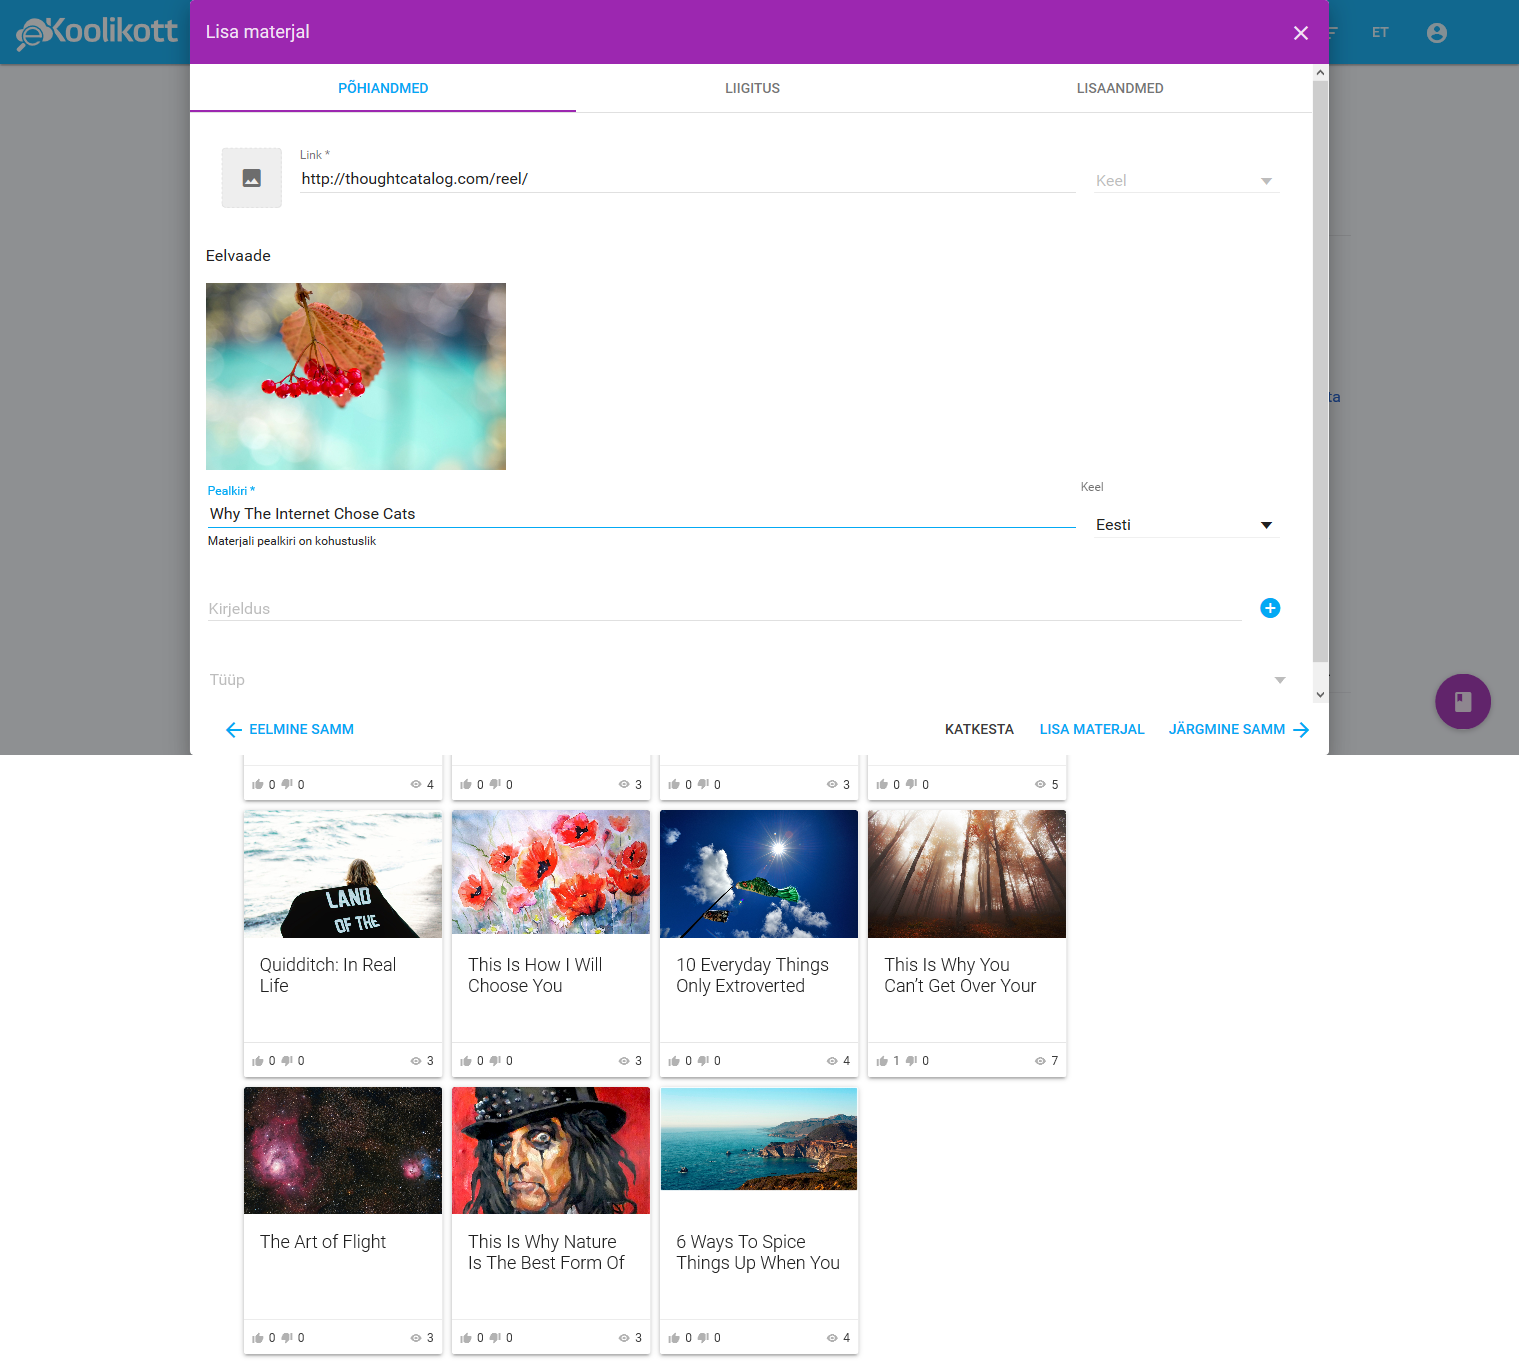 eKoolikott
Lisa materjal
ET
PÕHIANDMED
LIIGITUS
LISAANDMED
Link *
http://thoughtcatalog.com/reel/
Keel
Eelvaade
ta
Pealkiri *
Keel
Why The Internet Chose Cats
Eesti
Materjali pealkiri on kohustuslik
Kirjeldus
Tüüp
EELMINE SAMM
KATKESTA
LISA MATERJAL
JÄRGMINE SAMM
0 0 4
0 0 3
0 0 3
0 0 5
LAND
OF THE
Quidditch: In Real
Life
This Is How I Will
Choose You
10 Everyday Things
Only Extroverted
This Is Why You
Can’t Get Over Your
0 0 3
0 0 3
0 0 4
1 0 7
The Art of Flight
This Is Why Nature
Is The Best Form Of
6 Ways To Spice
Things Up When You
0 0 3
0 0 3
0 0 4